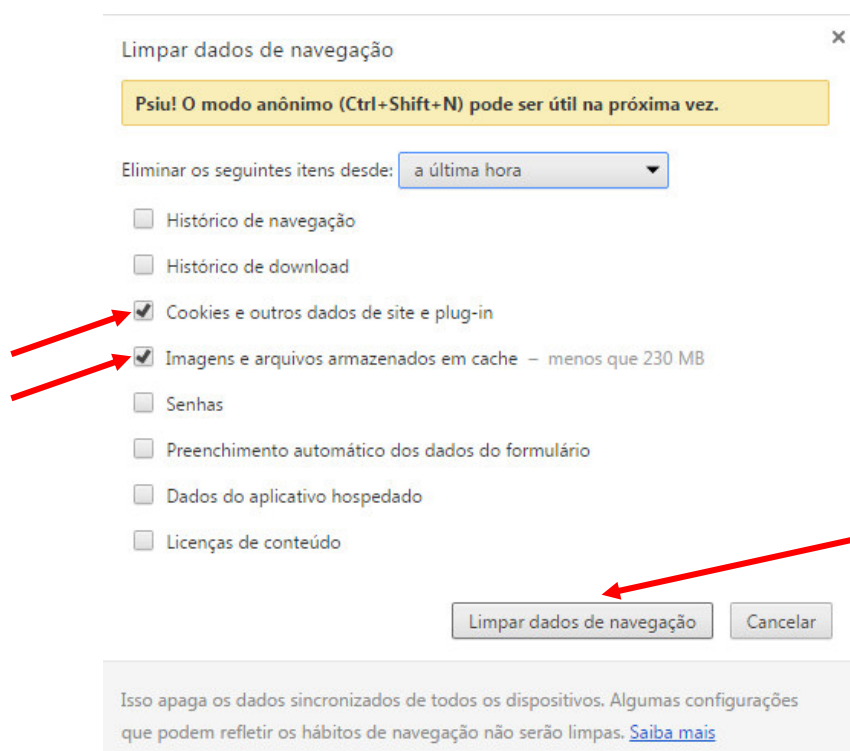 Limpar dados de navegação
Psiu! O modo anônimo (Ctrl+Shift+N) pode ser útil na próxima vez.
Eliminar os seguintes itens desde: a última hora
Histórico de navegação
Histórico de download
Cookies e outros dados de site e plug-in
Imagens e arquivos armazenados em cache – menos que 230 MB
Senhas
Preenchimento automático dos dados do formulário
Dados do aplicativo hospedado
Licenças de conteúdo
Limpar dados de navegação Cancelar
Isso apaga os dados sincronizados de todos os dispositivos. Algumas configurações
que podem refletir os hábitos de navegação não serão limpas. Saiba mais